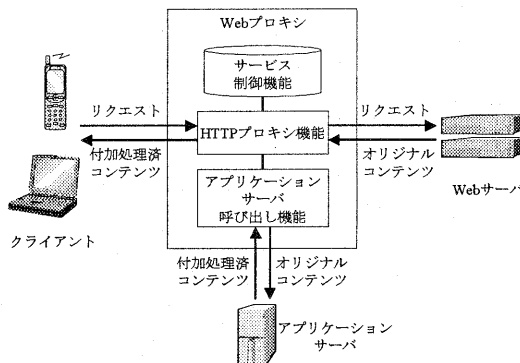 Webプロキシ
サービス
制御機能
リクエスト
リクエスト
HTTPプロキシ機能
付加処理済
コンテンツ
オリジナル
コンテンツ
アプリケーション
サーバ
呼び出し機能
Webサーバ
クライアント
付加処理済
コンテンツ
オリジナル
コンテンツ
アプリケーション
サーバ